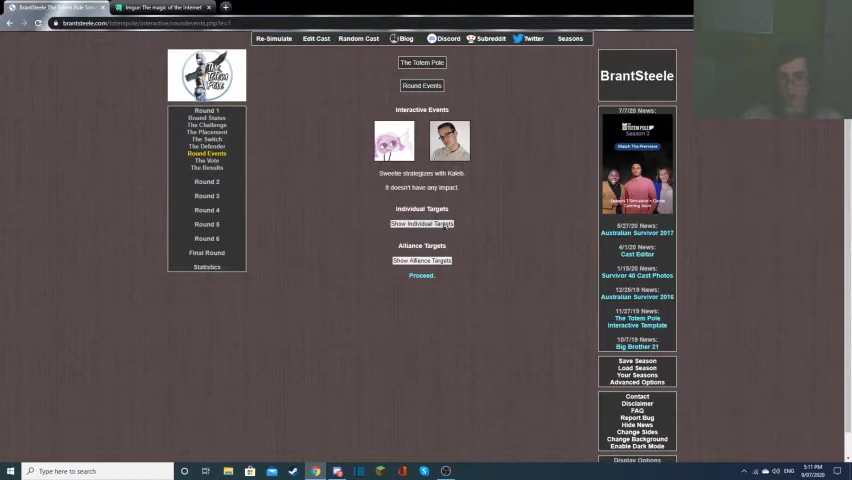 BrantSteele The Totem Pole Sim
Imgur: The magic of the Internet
brantsteele.com/totempole/interactive/roundevents.php?ei=1
Re-Simulate
Edit Cast
Random Cast
Blog
Discord
Subreddit
Twitter
Seasons
THE TOTEM POLE
Round 1
Round Status
The Challenge
The Placement
The Switch
The Defender
Round Events
The Vote
The Results
Round 2
Round 3
Round 4
Round 5
Round 6
Final Round
Statistics
The Totem Pole
Round Events
Interactive Events
Sweetie strategizes with Kaleb.
It doesn't have any impact.
Individual Targets
Show Individual Targets
Alliance Targets
Show Alliance Targets
Proceed.
BrantSteele
7/7/20 News:
TOTEM POLE
SEASON 3
Watch The Premiere
Coming Soon
5/27/20 News:
Australian Survivor 2017
4/1/20 News:
Cast Editor
1/15/20 News:
Survivor 40 Cast Photos
12/25/19 News:
Australian Survivor 2016
11/27/19 News:
The Totem Pole
Interactive Template
10/7/19 News:
Big Brother 21
Save Season
Load Season
Your Seasons
Advanced Options
Contact
Disclaimer
FAQ
Report Bug
Hide News
Change Sides
Change Background
Enable Dark Mode
Display Options
Type here to search
ENG
5:11 PM
9/07/2020